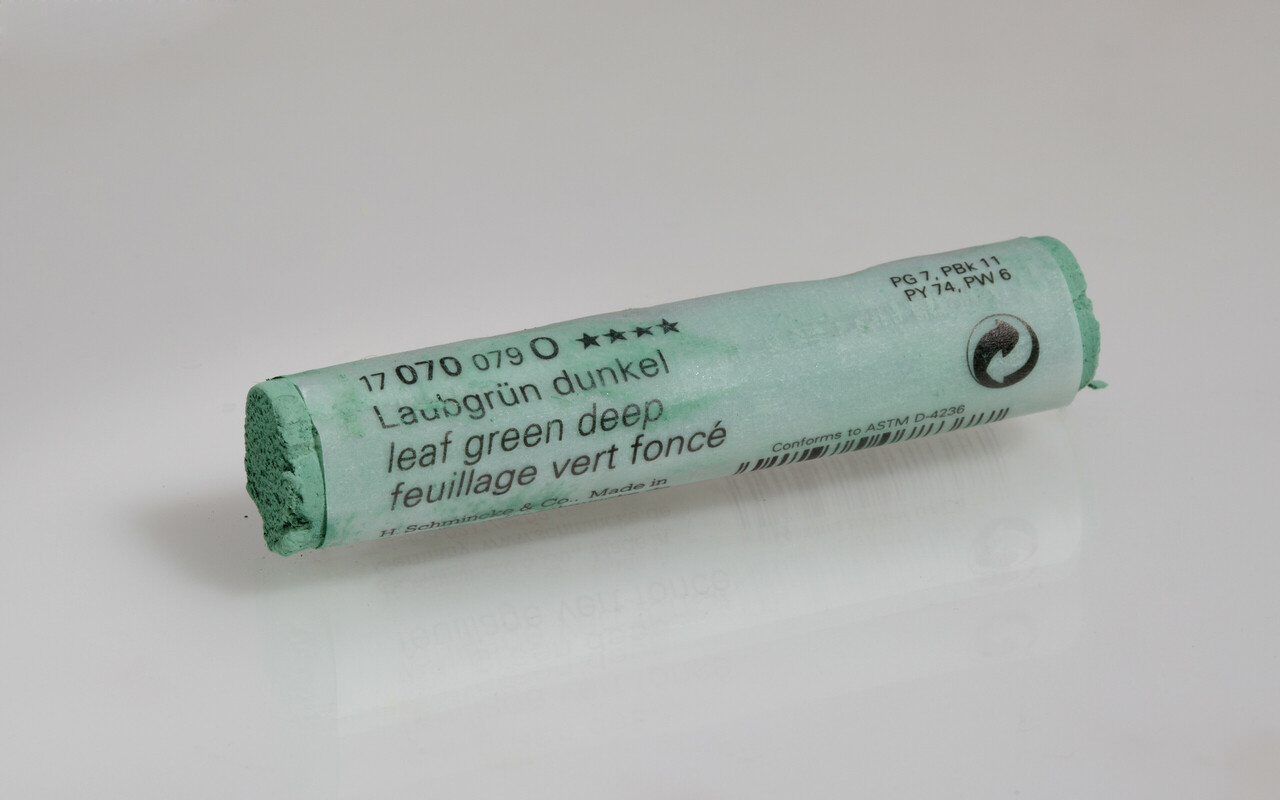 17 070 079 O ★★★★
Laubgrün dunkel
leaf green deep
feuillage vert foncé
H. Schmincke & Co., Made in
PG 7, PBk 11
PY 74, PW 6
Conforms to ASTM D-4236